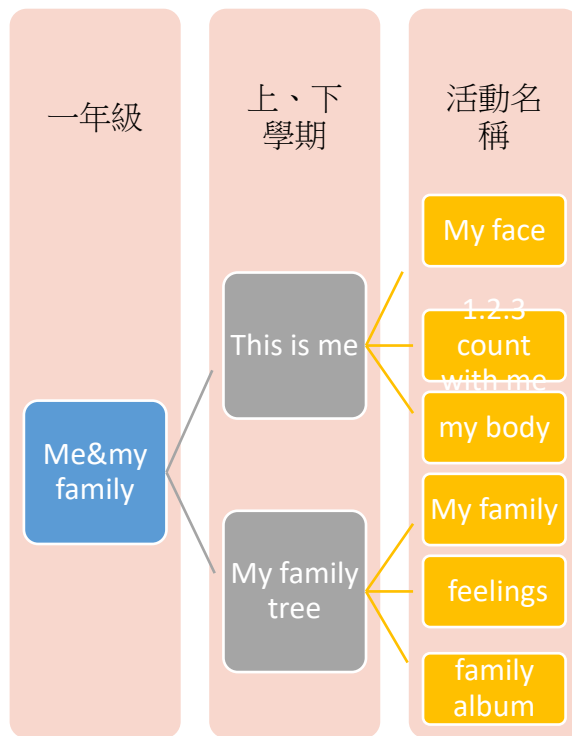 一年級
上、下
學期
活動名
稱
Me&my
family
This is me
My family
tree
My face
1.2.3
count
with me
my body
My family
feelings
family
album